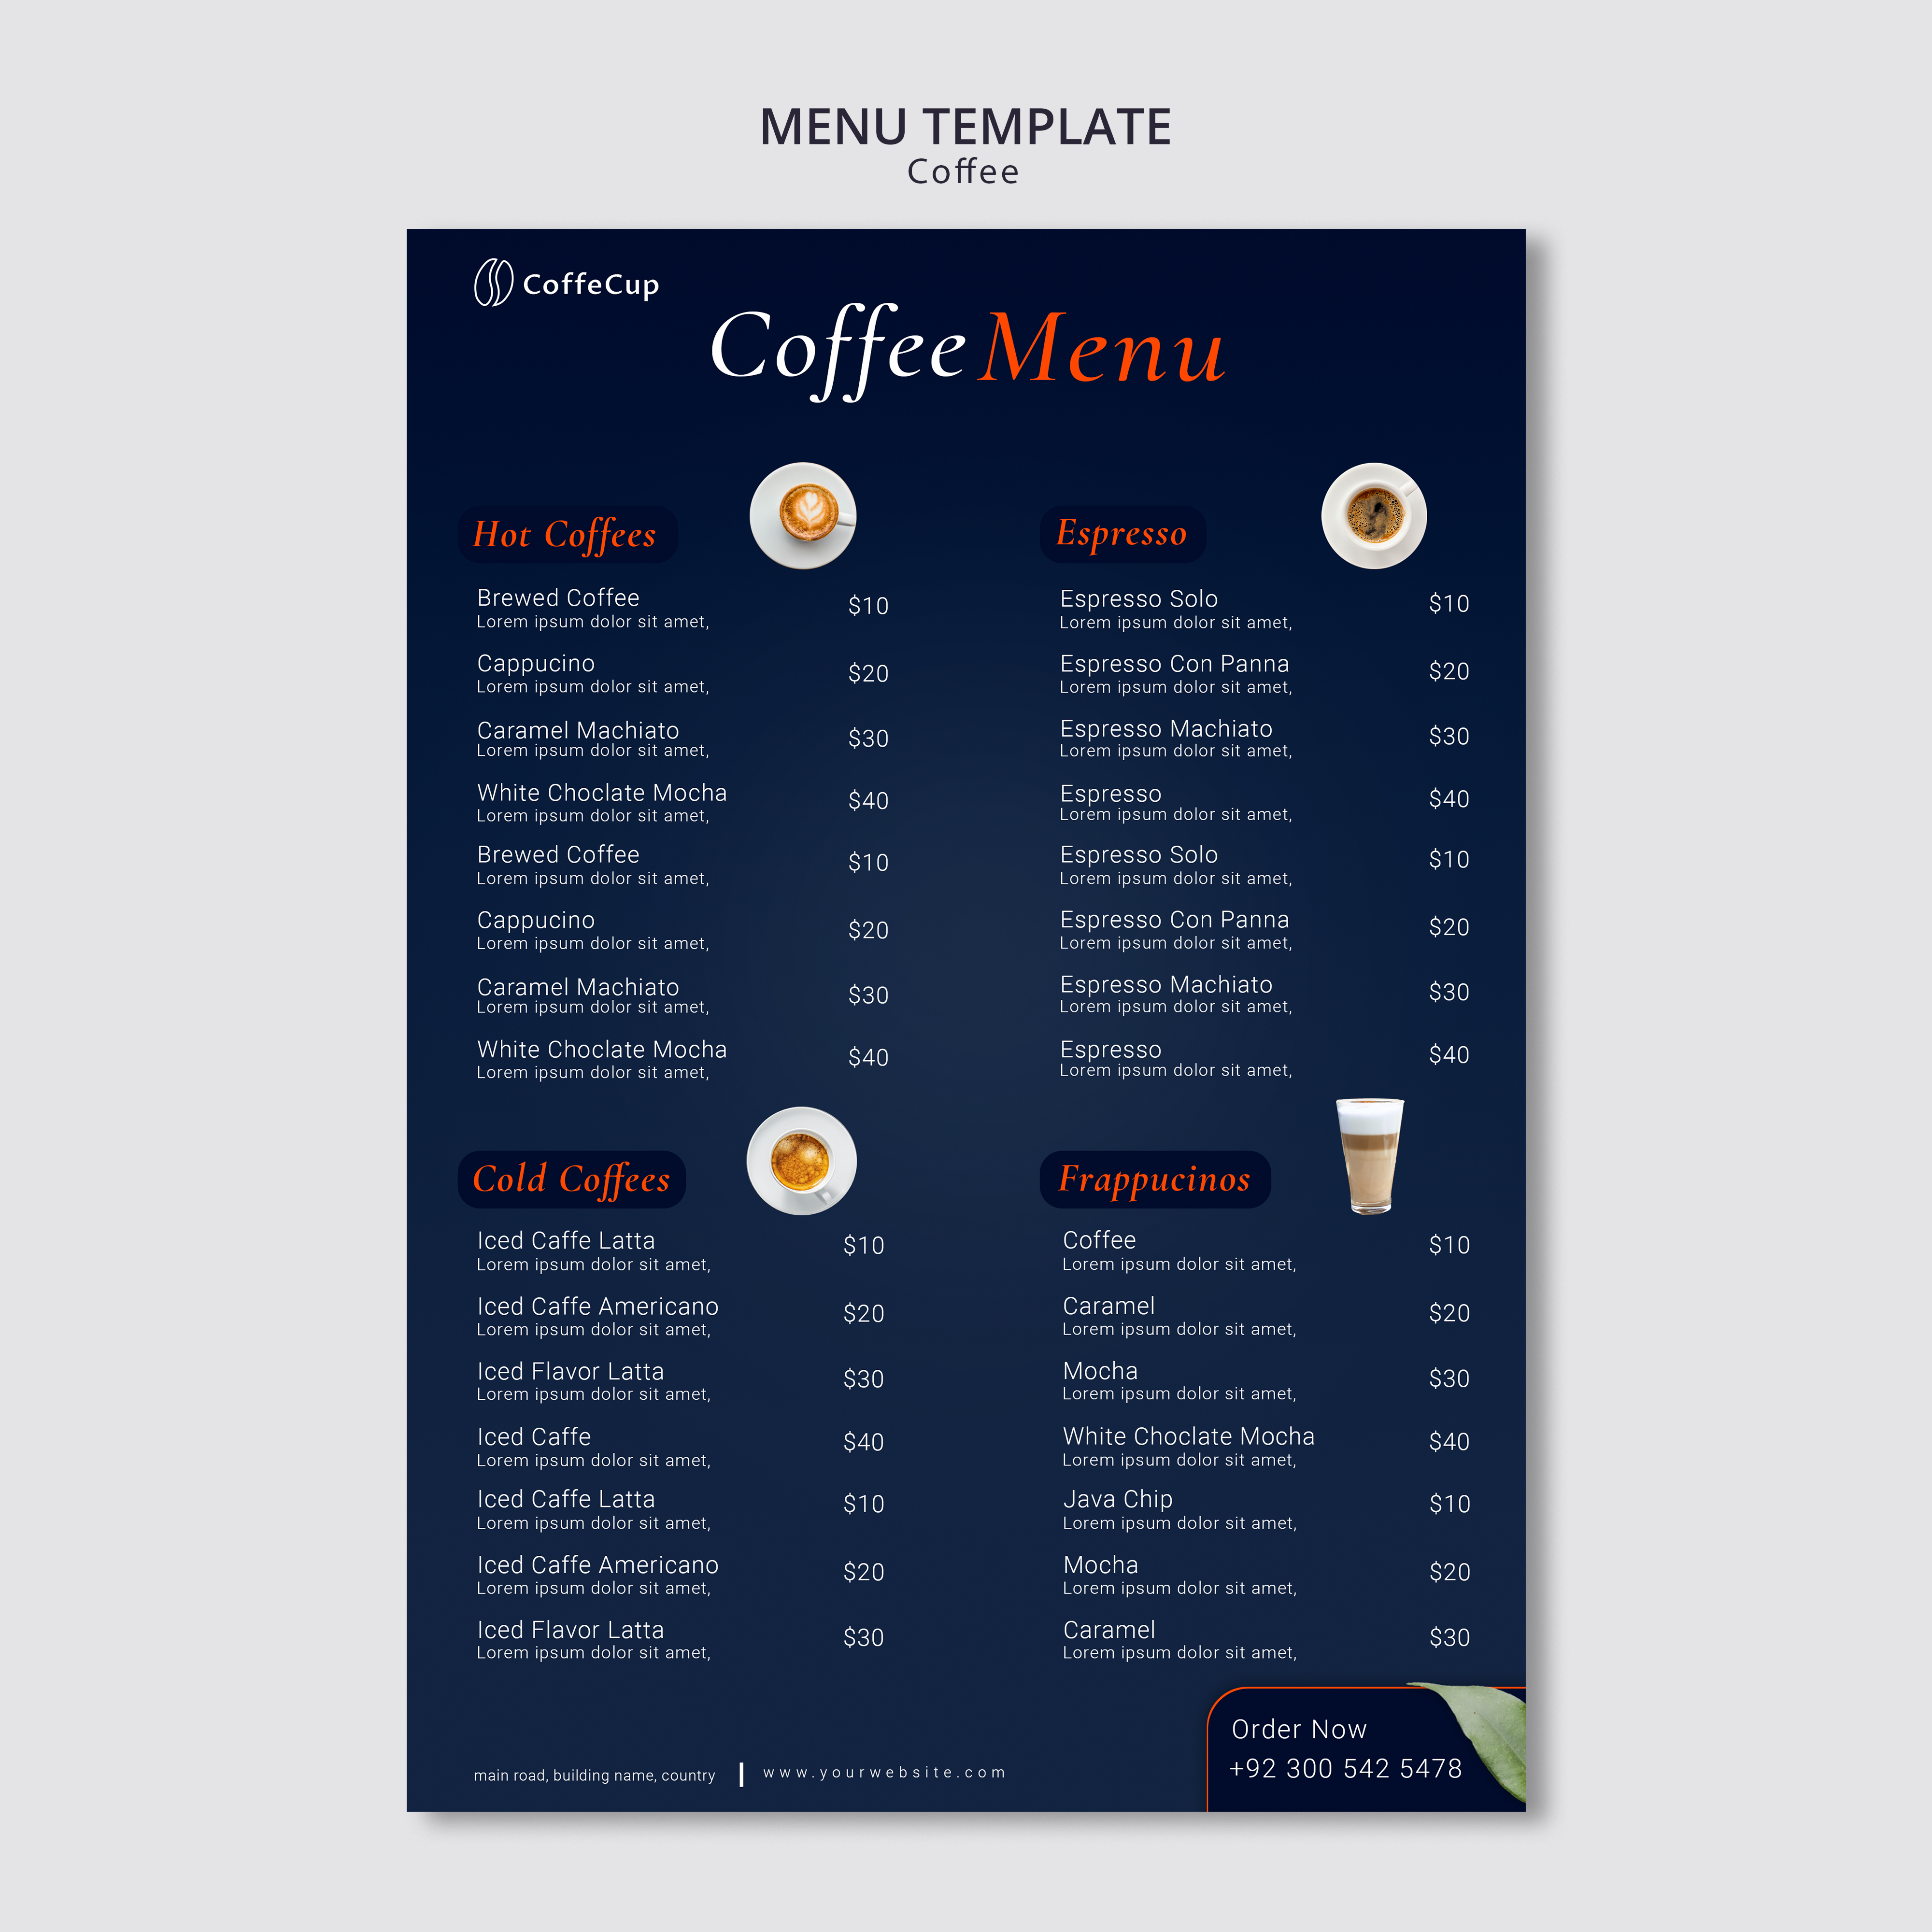 MENU TEMPLATE
Coffee
CoffeCup
Coffee Menu
Hot Coffees
Brewed Coffee $10
Lorem ipsum dolor sit amet,
Cappucino $20
Lorem ipsum dolor sit amet,
Caramel Machiato $30
Lorem ipsum dolor sit amet,
White Choclate Mocha $40
Lorem ipsum dolor sit amet,
Brewed Coffee $10
Lorem ipsum dolor sit amet,
Cappucino $20
Lorem ipsum dolor sit amet,
Caramel Machiato $30
Lorem ipsum dolor sit amet,
White Choclate Mocha $40
Lorem ipsum dolor sit amet,
Espresso
Espresso Solo $10
Lorem ipsum dolor sit amet,
Espresso Con Panna $20
Lorem ipsum dolor sit amet,
Espresso Machiato $30
Lorem ipsum dolor sit amet,
Espresso $40
Lorem ipsum dolor sit amet,
Espresso Solo $10
Lorem ipsum dolor sit amet,
Espresso Con Panna $20
Lorem ipsum dolor sit amet,
Espresso Machiato $30
Lorem ipsum dolor sit amet,
Espresso $40
Lorem ipsum dolor sit amet,
Cold Coffees
Iced Caffe Latta $10
Lorem ipsum dolor sit amet,
Iced Caffe Americano $20
Lorem ipsum dolor sit amet,
Iced Flavor Latta $30
Lorem ipsum dolor sit amet,
Iced Caffe $40
Lorem ipsum dolor sit amet,
Iced Caffe Latta $10
Lorem ipsum dolor sit amet,
Iced Caffe Americano $20
Lorem ipsum dolor sit amet,
Iced Flavor Latta $30
Lorem ipsum dolor sit amet,
Frappucinos
Coffee $10
Lorem ipsum dolor sit amet,
Caramel $20
Lorem ipsum dolor sit amet,
Mocha $30
Lorem ipsum dolor sit amet,
White Choclate Mocha $40
Lorem ipsum dolor sit amet,
Java Chip $10
Lorem ipsum dolor sit amet,
Mocha $20
Lorem ipsum dolor sit amet,
Caramel $30
Lorem ipsum dolor sit amet,
main road, building name, country | www.yourwebsite.com
Order Now
+92 300 542 5478